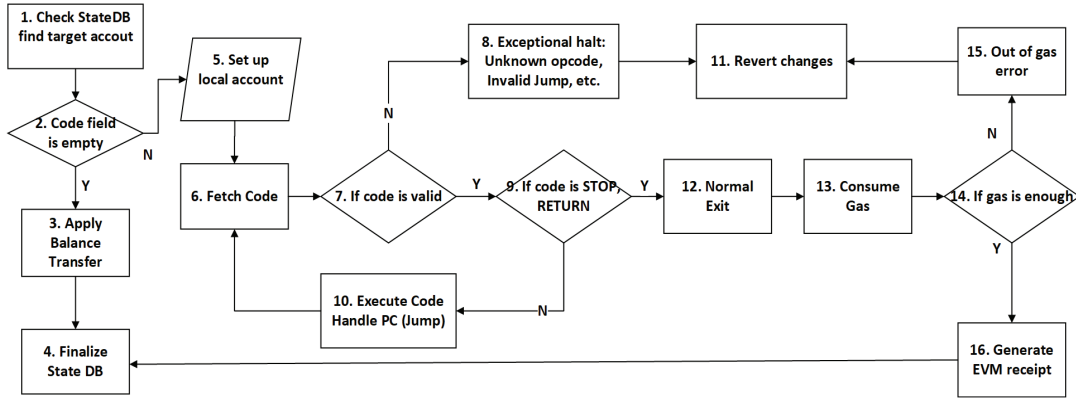 1. Check StateDB
find target accout
2. Code field
is empty
N
Y
3. Apply
Balance
Transfer
4. Finalize
State DB
5. Set up
local account
6. Fetch Code
7. If code is valid
N
Y
8. Exceptional halt:
Unknown opcode,
Invalid Jump, etc.
9. If code is STOP,
RETURN
Y
N
10. Execute Code
Handle PC (Jump)
11. Revert changes
12. Normal
Exit
13. Consume
Gas
14. If gas is enough
N
Y
15. Out of gas
error
16. Generate
EVM receipt